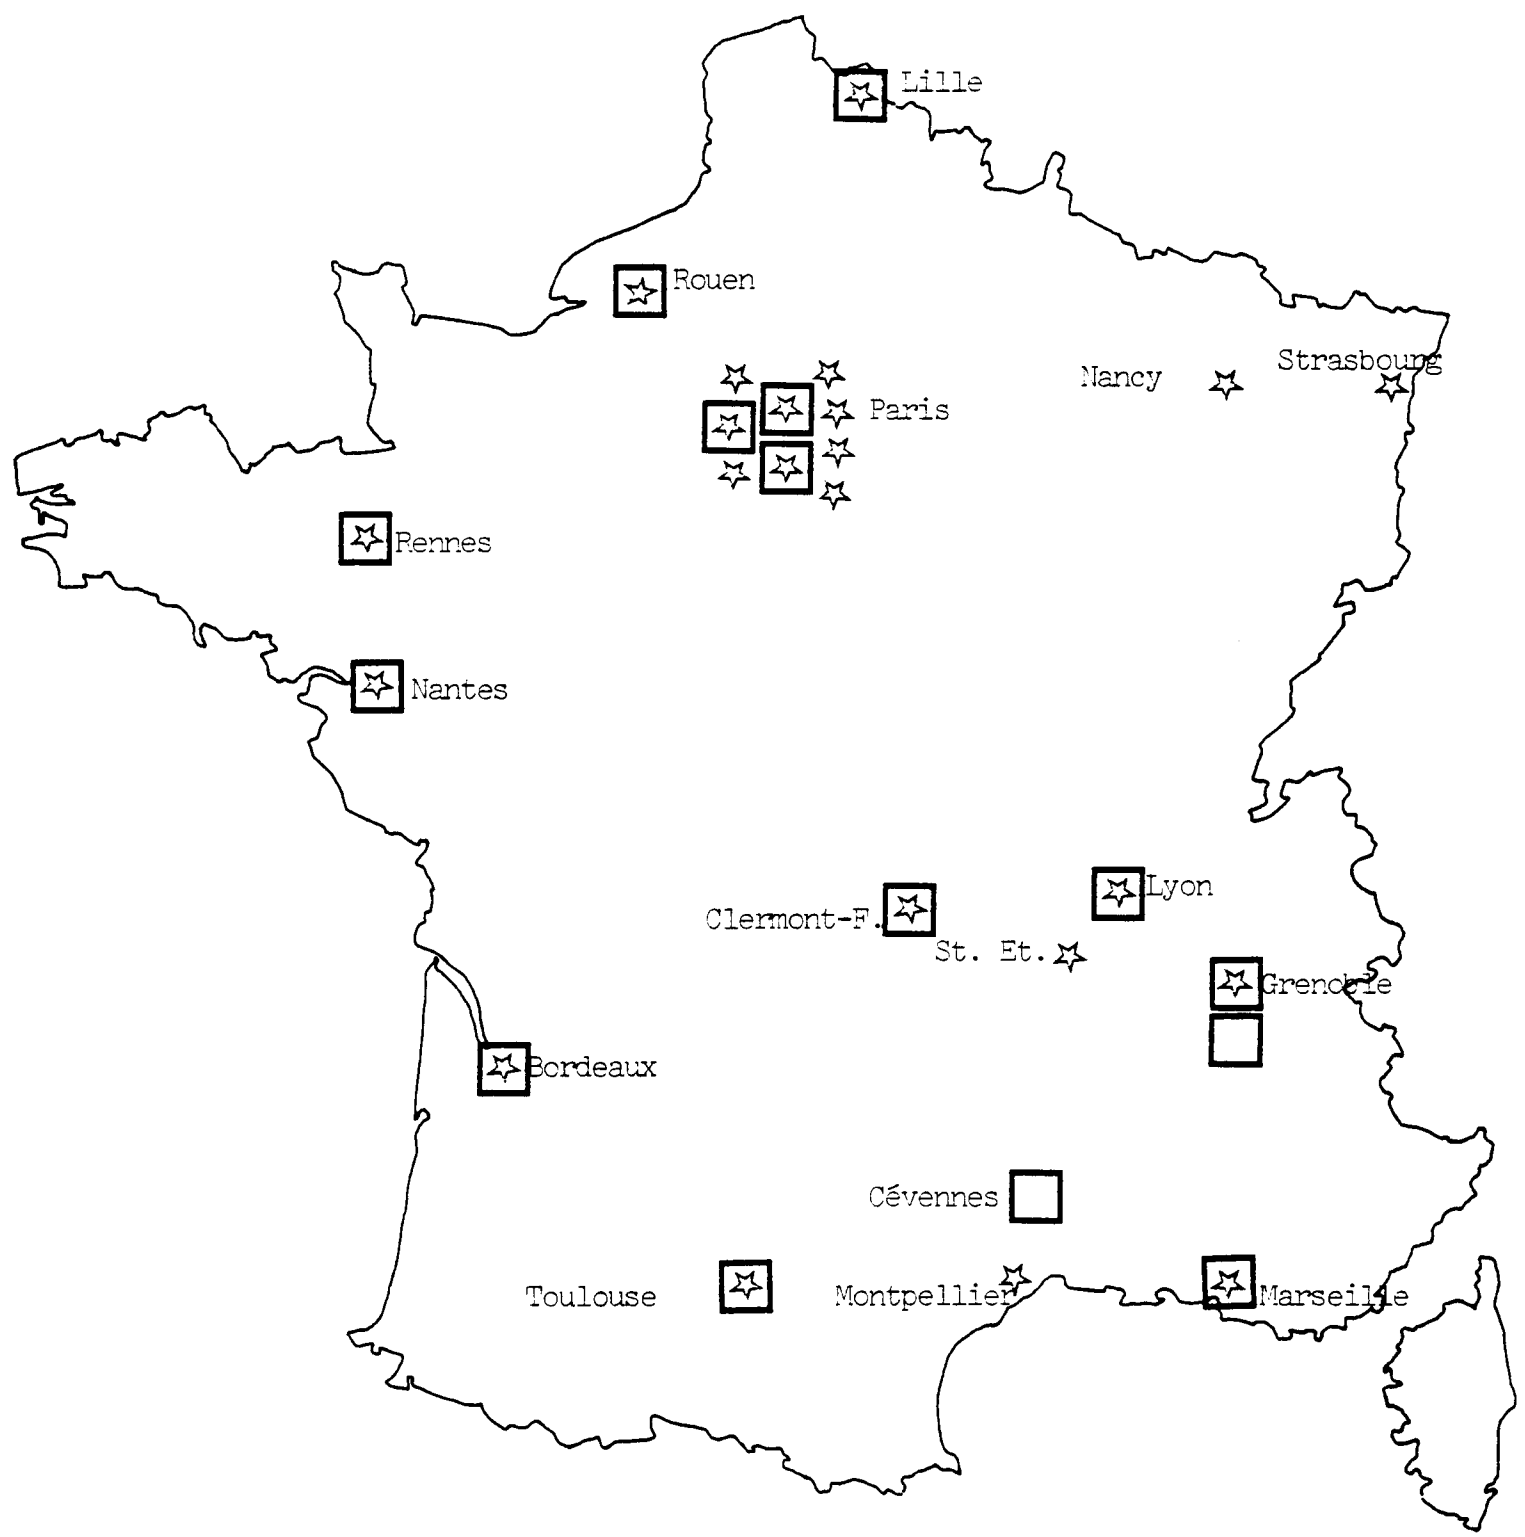 Lille
Rouen
Strasbourg
Nancy
Paris
Rennes
Nantes
Lyon
Clermont-F.
St. Et.
Grenoble
Bordeaux
Cévennes
Toulouse
Montpellier
Marseille